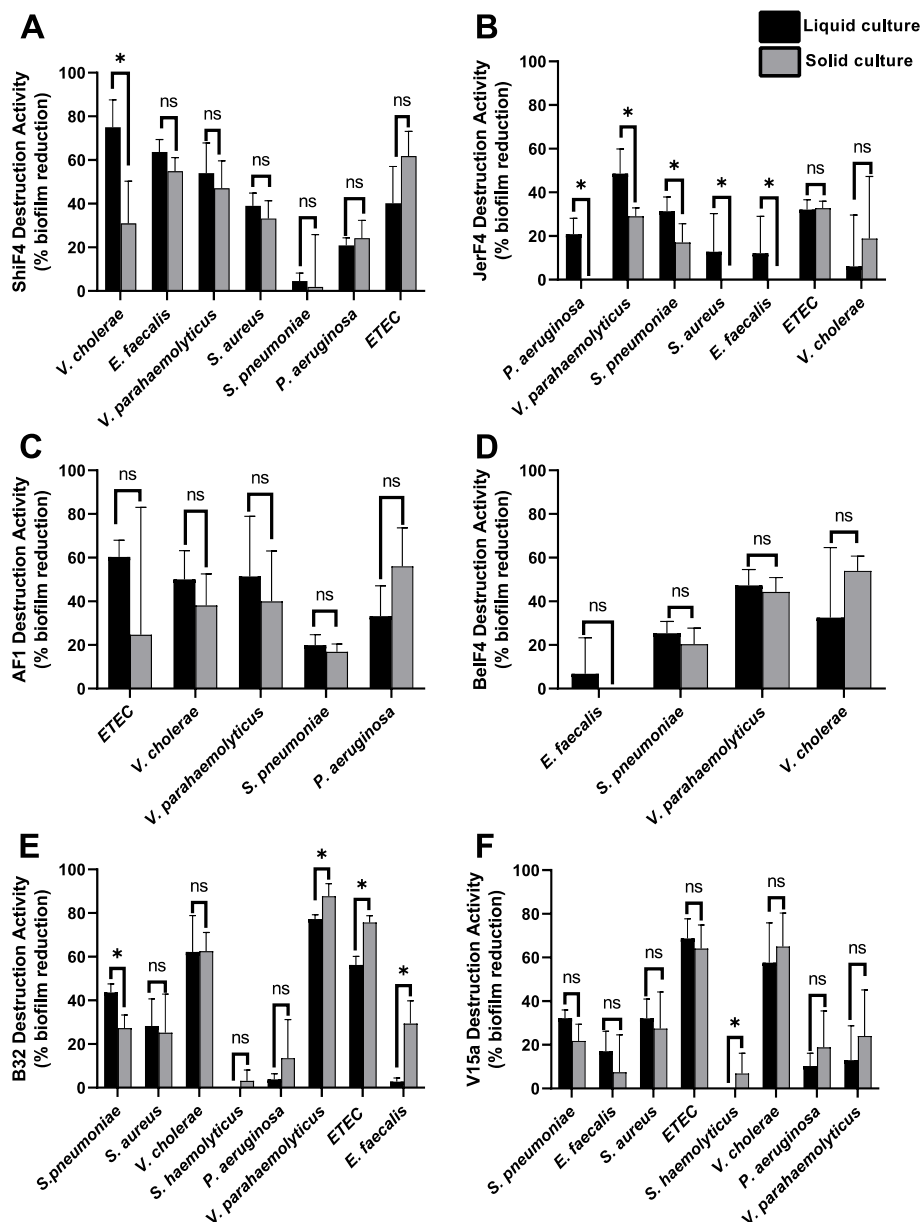 Liquid culture
Solid culture
A
ShiF4 Destruction Activity
(% biofilm reduction)
100
80
60
40
20
0
*
ns
ns
ns
ns
ns
ns
V. cholerae
E. faecalis
V. parahaemolyticus
S. aureus
S. pneumoniae
P. aeruginosa
ETEC
B
JerF4 Destruction Activity
(% biofilm reduction)
100
80
60
40
20
0
*
*
*
*
*
ns
ns
P. aeruginosa
V. parahaemolyticus
S. pneumoniae
S. aureus
E. faecalis
ETEC
V. cholerae
C
AF1 Destruction Activity
(% biofilm reduction)
100
80
60
40
20
0
ns
ns
ns
ns
ns
ETEC
V. cholerae
V. parahaemolyticus
S. pneumoniae
P. aeruginosa
D
BelF4 Destruction Activity
(% biofilm reduction)
100
80
60
40
20
0
ns
ns
ns
ns
E. faecalis
S. pneumoniae
V. parahaemolyticus
V. cholerae
E
B32 Destruction Activity
(% biofilm reduction)
100
80
60
40
20
0
*
ns
ns
ns
ns
*
*
*
S.pneumoniae
S. aureus
V. cholerae
S. haemolyticus
P. aeruginosa
V. parahaemolyticus
ETEC
E. faecalis
F
V15a Destruction Activity
(% biofilm reduction)
100
80
60
40
20
0
ns
ns
ns
ns
*
ns
ns
ns
S. pneumoniae
E. faecalis
S. aureus
ETEC
S. haemolyticus
V. cholerae
P. aeruginosa
V. parahaemolyticus